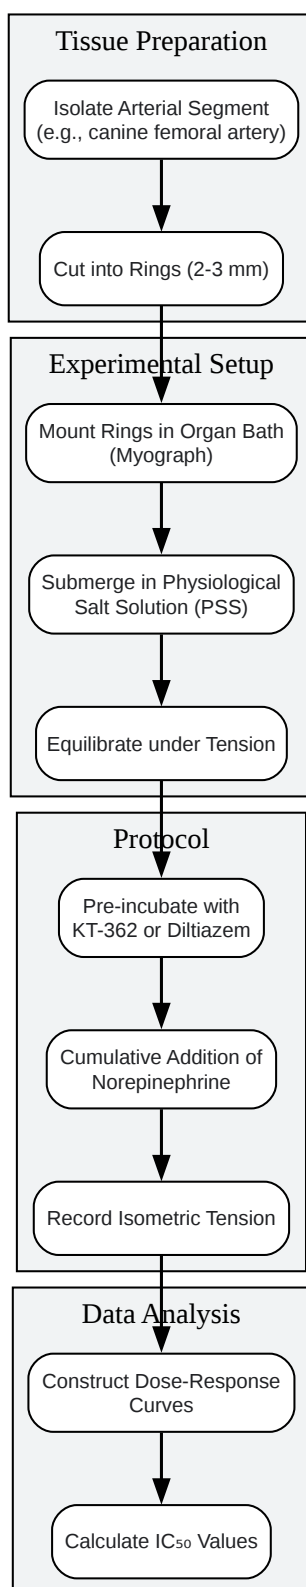 Tissue Preparation
Isolate Arterial Segment
(e.g., canine femoral artery)
Cut into Rings (2-3 mm)
Experimental Setup
Mount Rings in Organ Bath
(Myograph)
Submerge in Physiological
Salt Solution (PSS)
Equilibrate under Tension
Protocol
Pre-incubate with
KT-362 or Diltiazem
Cumulative Addition of
Norepinephrine
Record Isometric Tension
Data Analysis
Construct Dose-Response
Curves
Calculate IC₅₀ Values